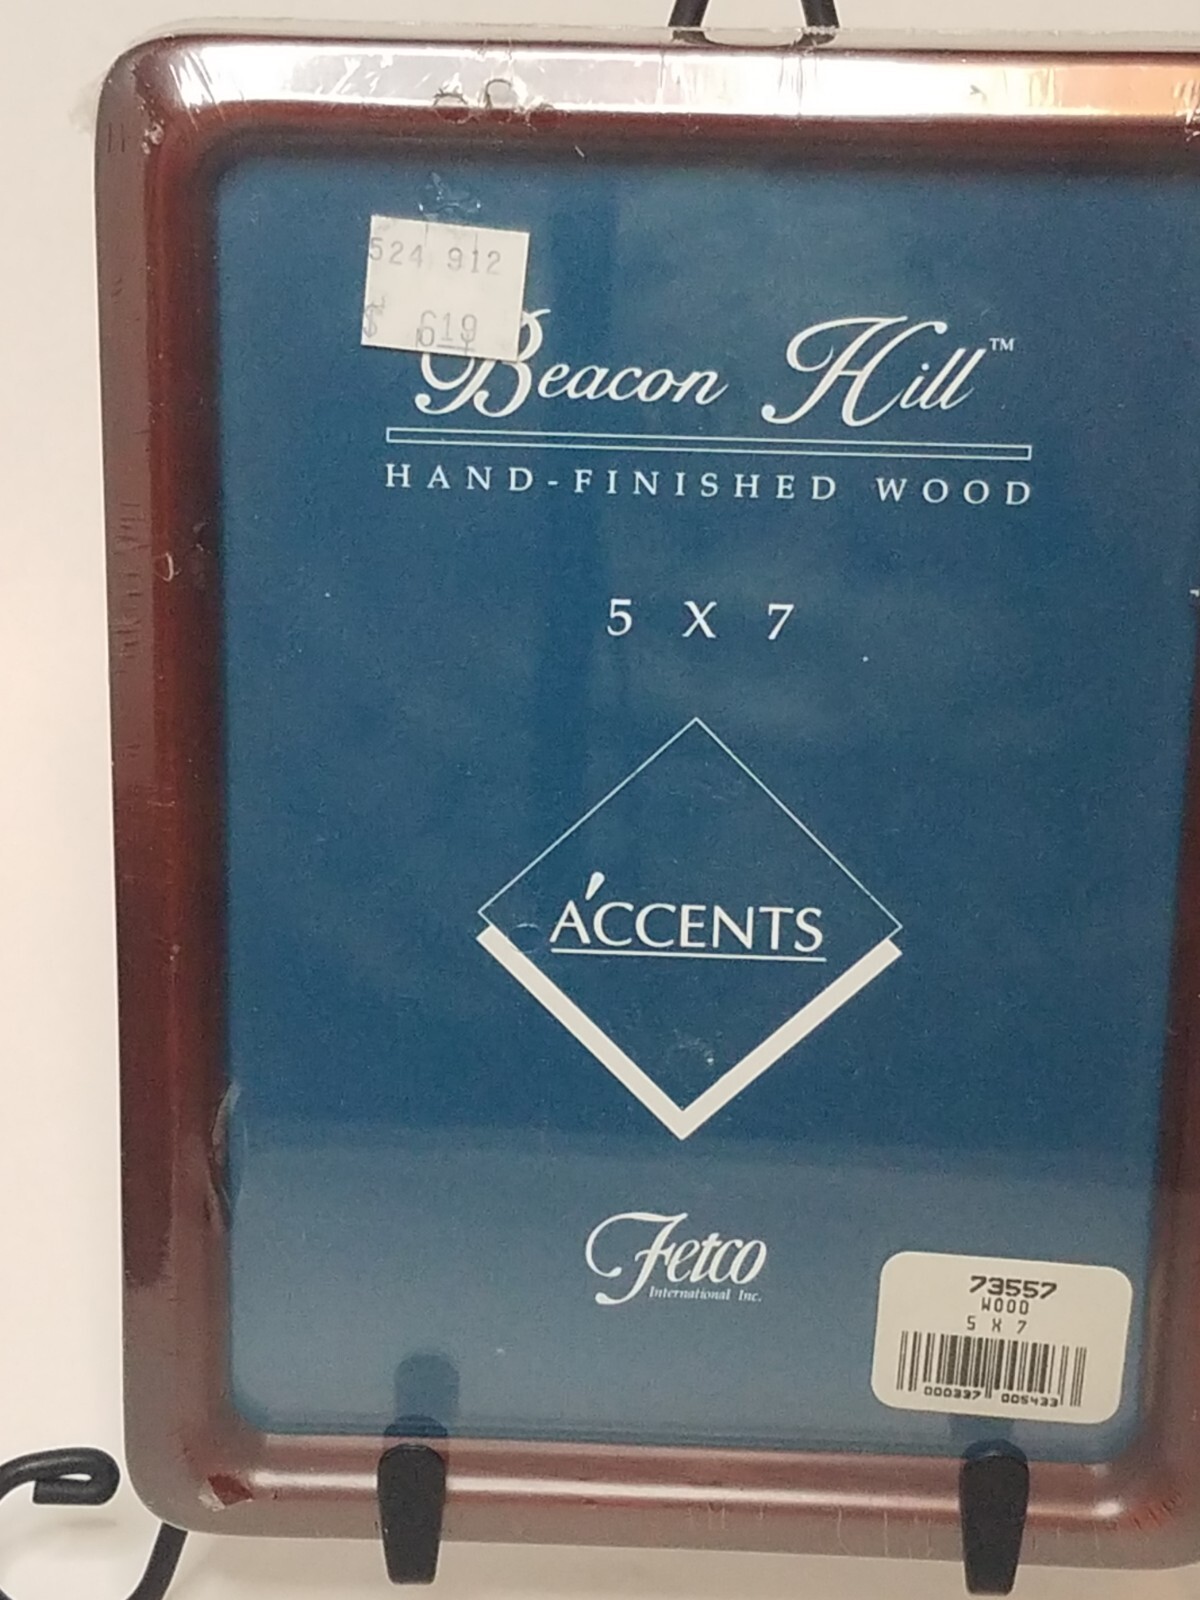 524 912
$ 619
Beacon Hill™
HAND-FINISHED WOOD
5 X 7
A'CCENTS
Fetco
International Inc.
73557
WOOD
5 X 7
000337 005433